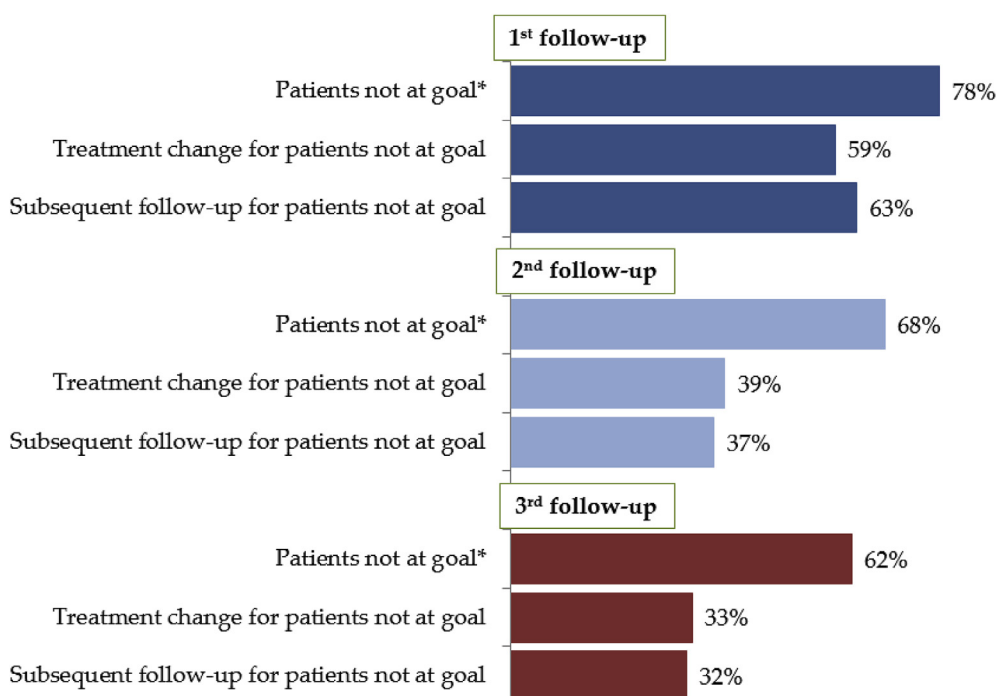 1st follow-up
Patients not at goal* 78%
Treatment change for patients not at goal 59%
Subsequent follow-up for patients not at goal 63%
2nd follow-up
Patients not at goal* 68%
Treatment change for patients not at goal 39%
Subsequent follow-up for patients not at goal 37%
3rd follow-up
Patients not at goal* 62%
Treatment change for patients not at goal 33%
Subsequent follow-up for patients not at goal 32%